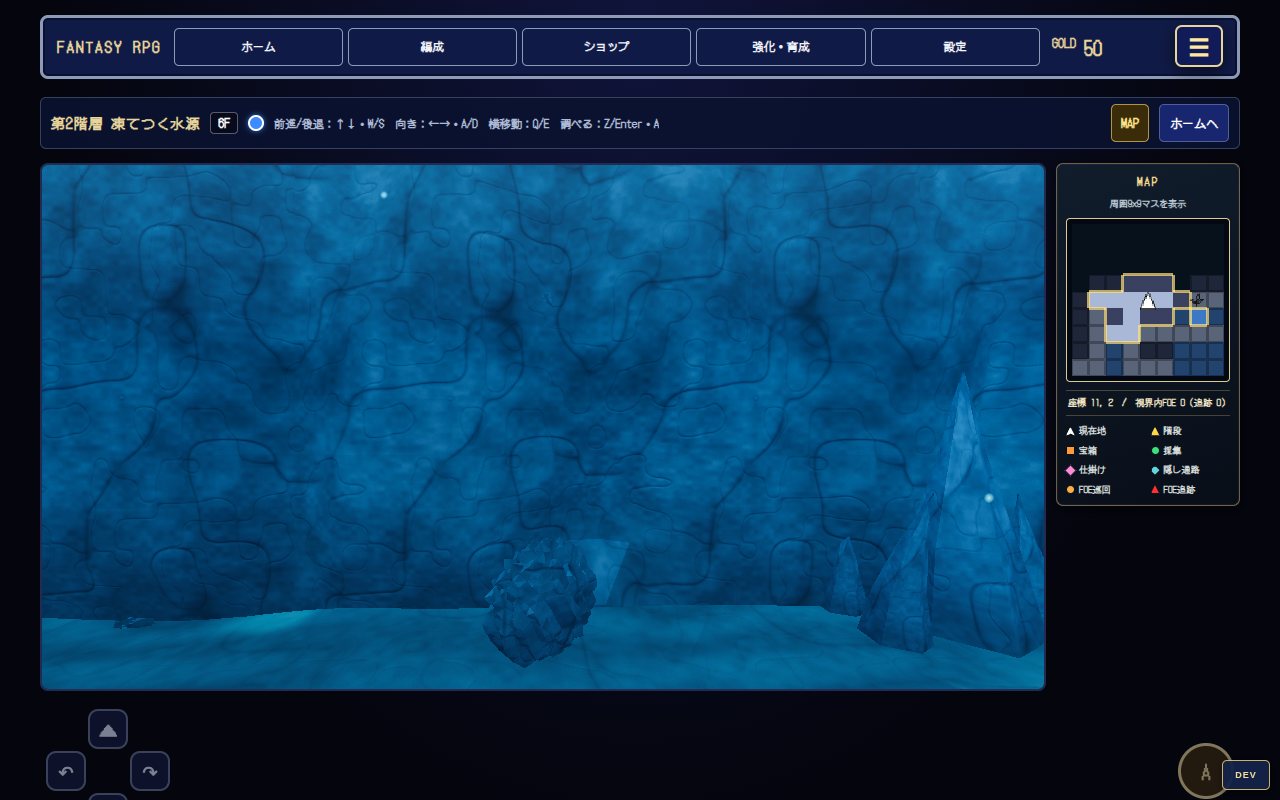 FANTASY RPG
ホーム
編成
ショップ
強化・育成
設定
GOLD 50
第2階層 凍てつく水源
6F
前進/後退：↑↓・W/S 向き：←→・A/D 横移動：Q/E 調べる：Z/Enter・A
MAP
ホームへ
MAP
周囲9x9マスを表示
座標 11, 2 / 視界内FOE 0 (追跡 0)
現在地
階段
宝箱
採集
仕掛け
隠し通路
FOE巡回
FOE追跡
A
DEV